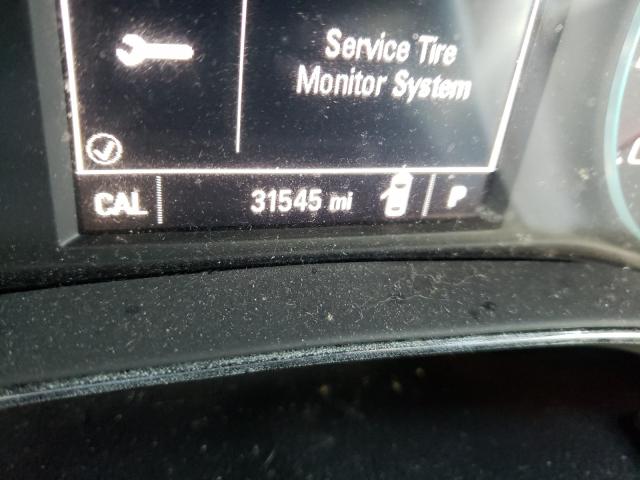 Service Tire
Monitor System
CAL 31545 mi P